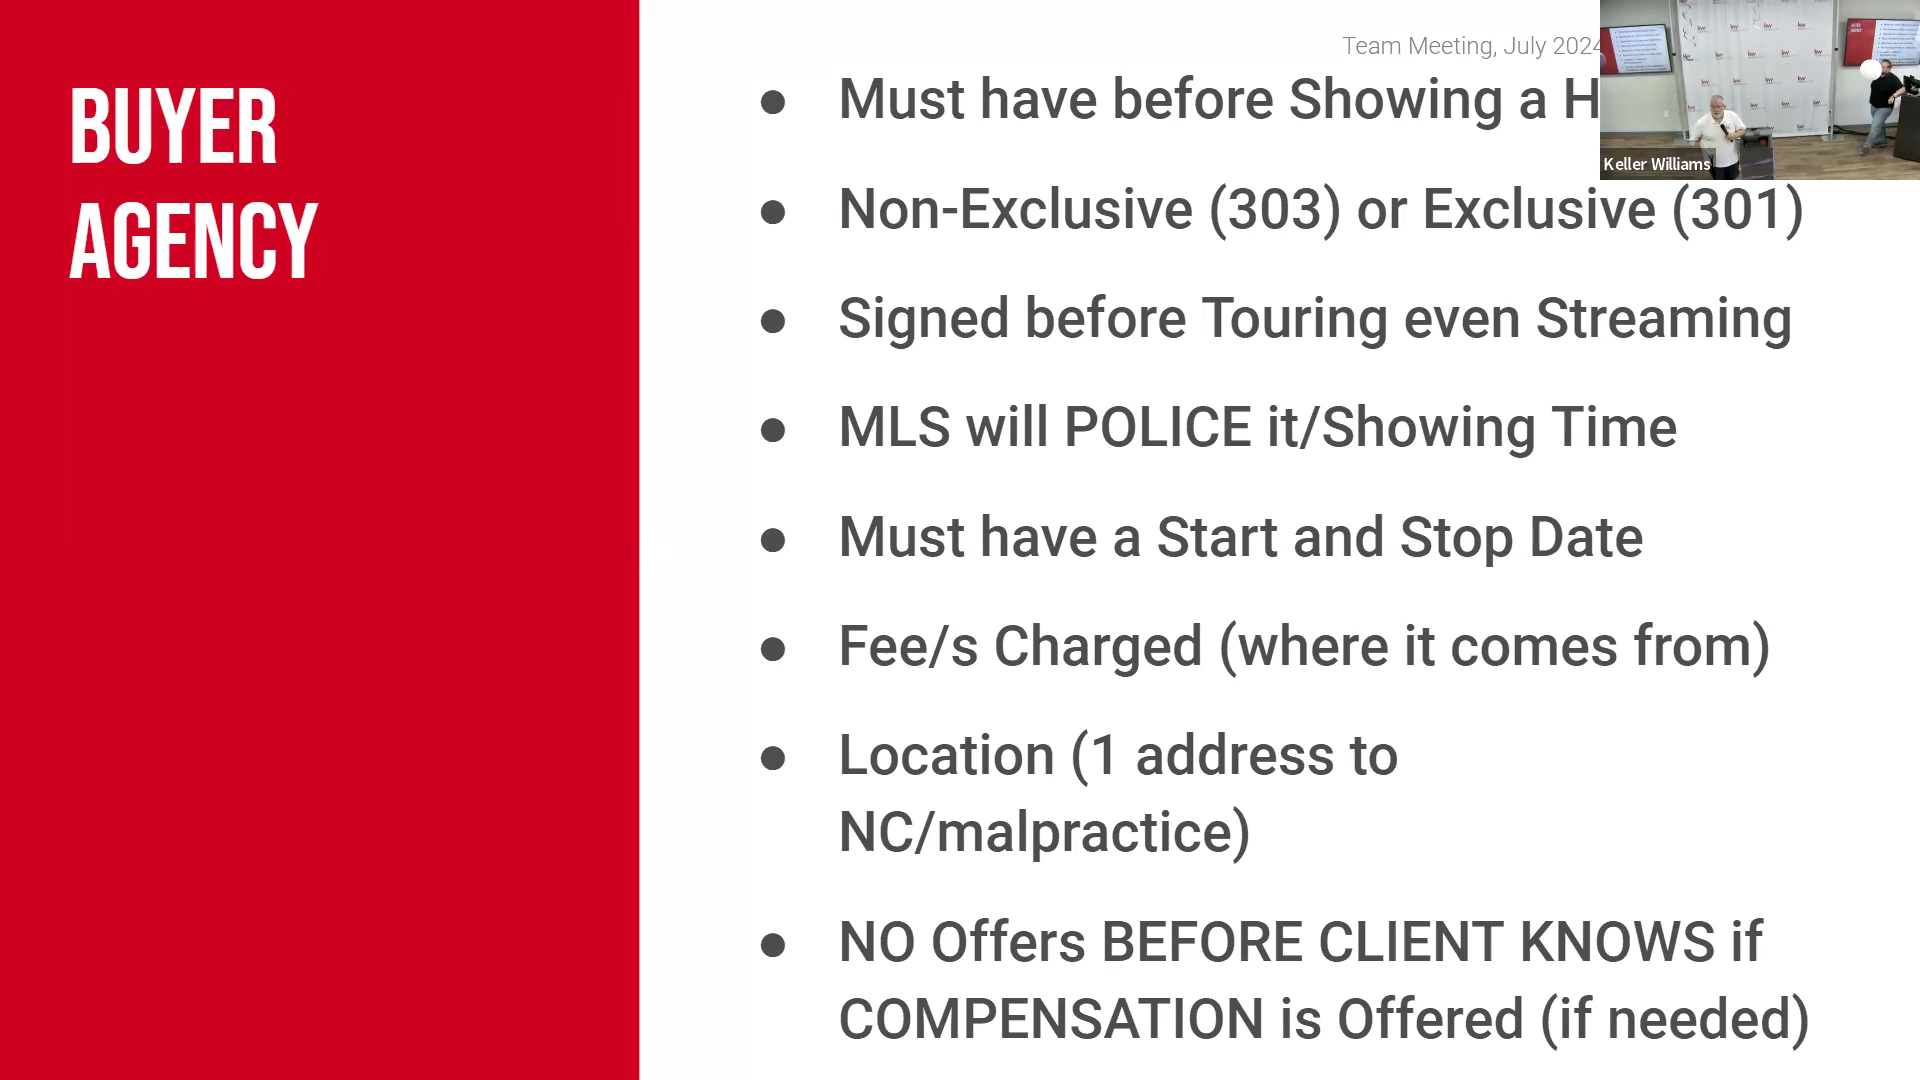 BUYER
AGENCY
Team Meeting, July 2024
● Must have before Showing a H
● Non-Exclusive (303) or Exclusive (301)
● Signed before Touring even Streaming
● MLS will POLICE it/Showing Time
● Must have a Start and Stop Date
● Fee/s Charged (where it comes from)
● Location (1 address to
NC/malpractice)
● NO Offers BEFORE CLIENT KNOWS if
COMPENSATION is Offered (if needed)
Keller Williams
kw